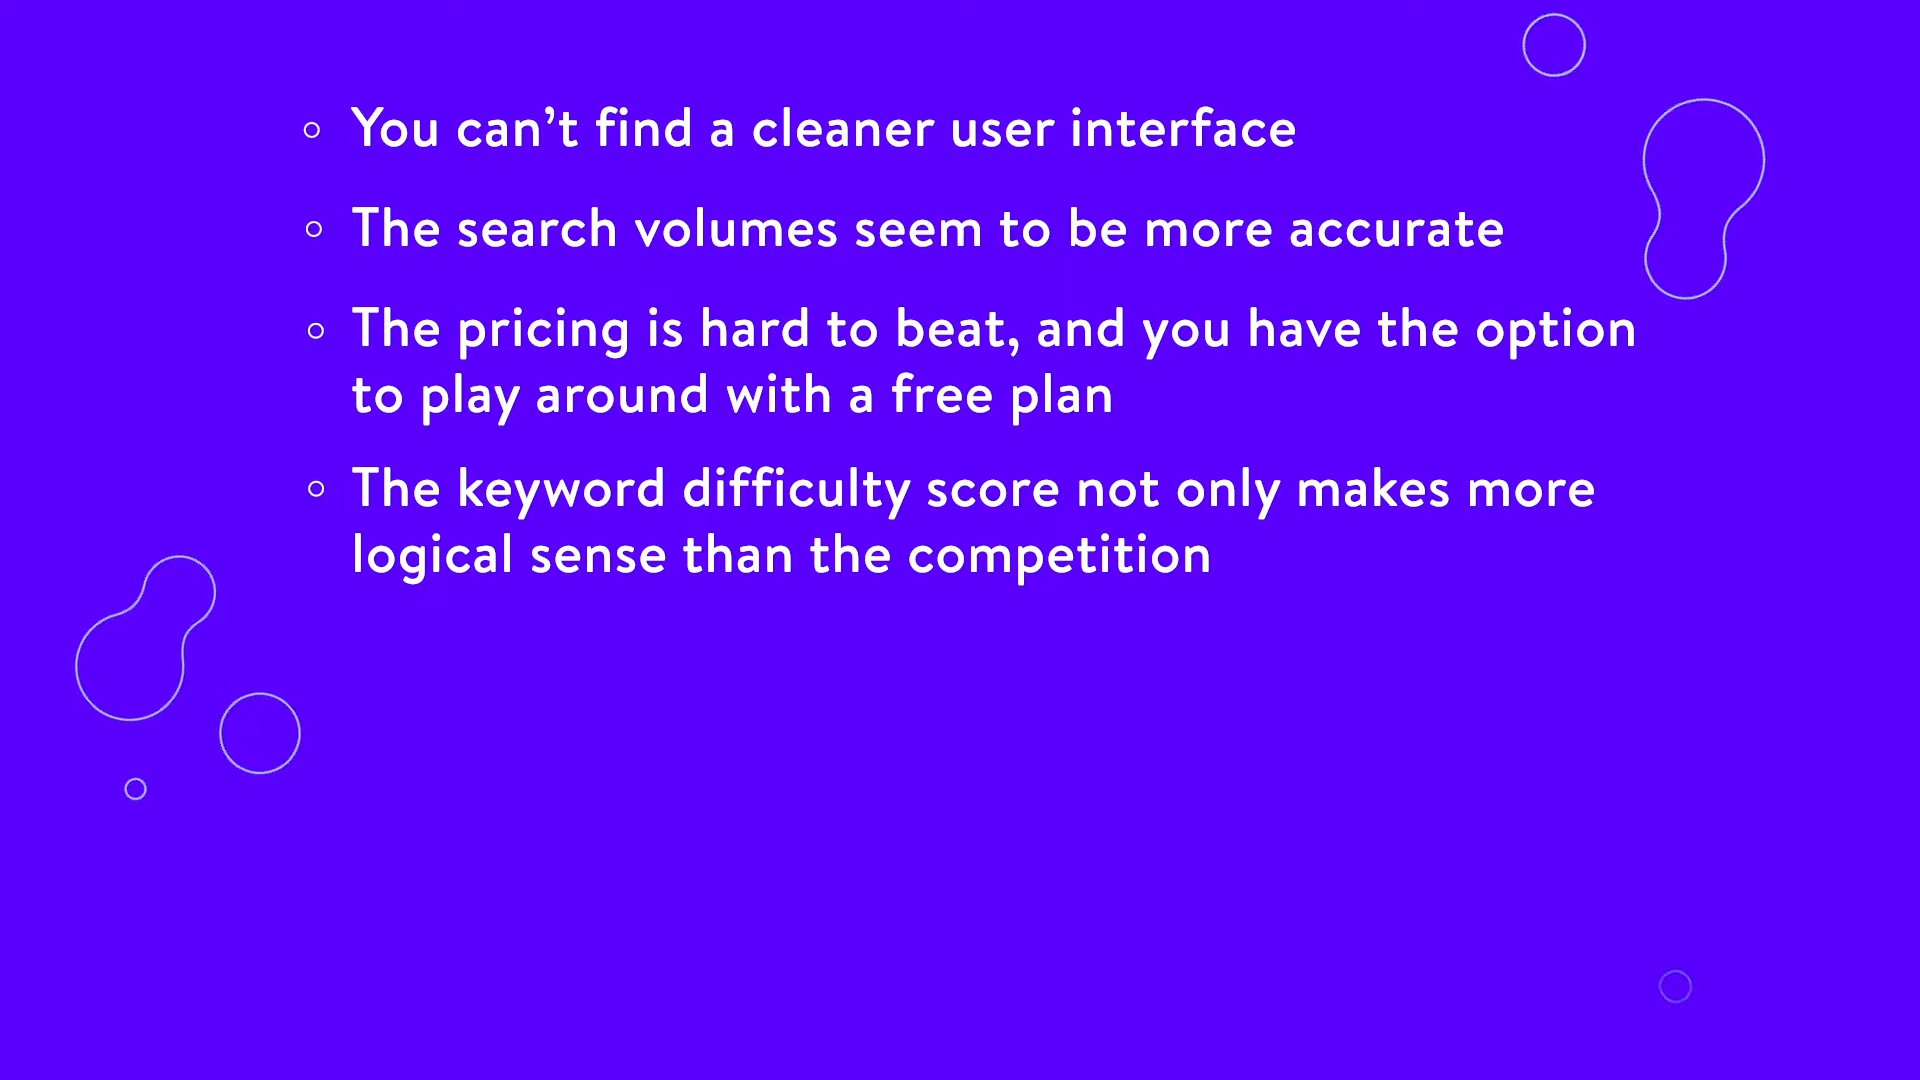 You can’t find a cleaner user interface
The search volumes seem to be more accurate
The pricing is hard to beat, and you have the option
to play around with a free plan
The keyword difficulty score not only makes more
logical sense than the competition